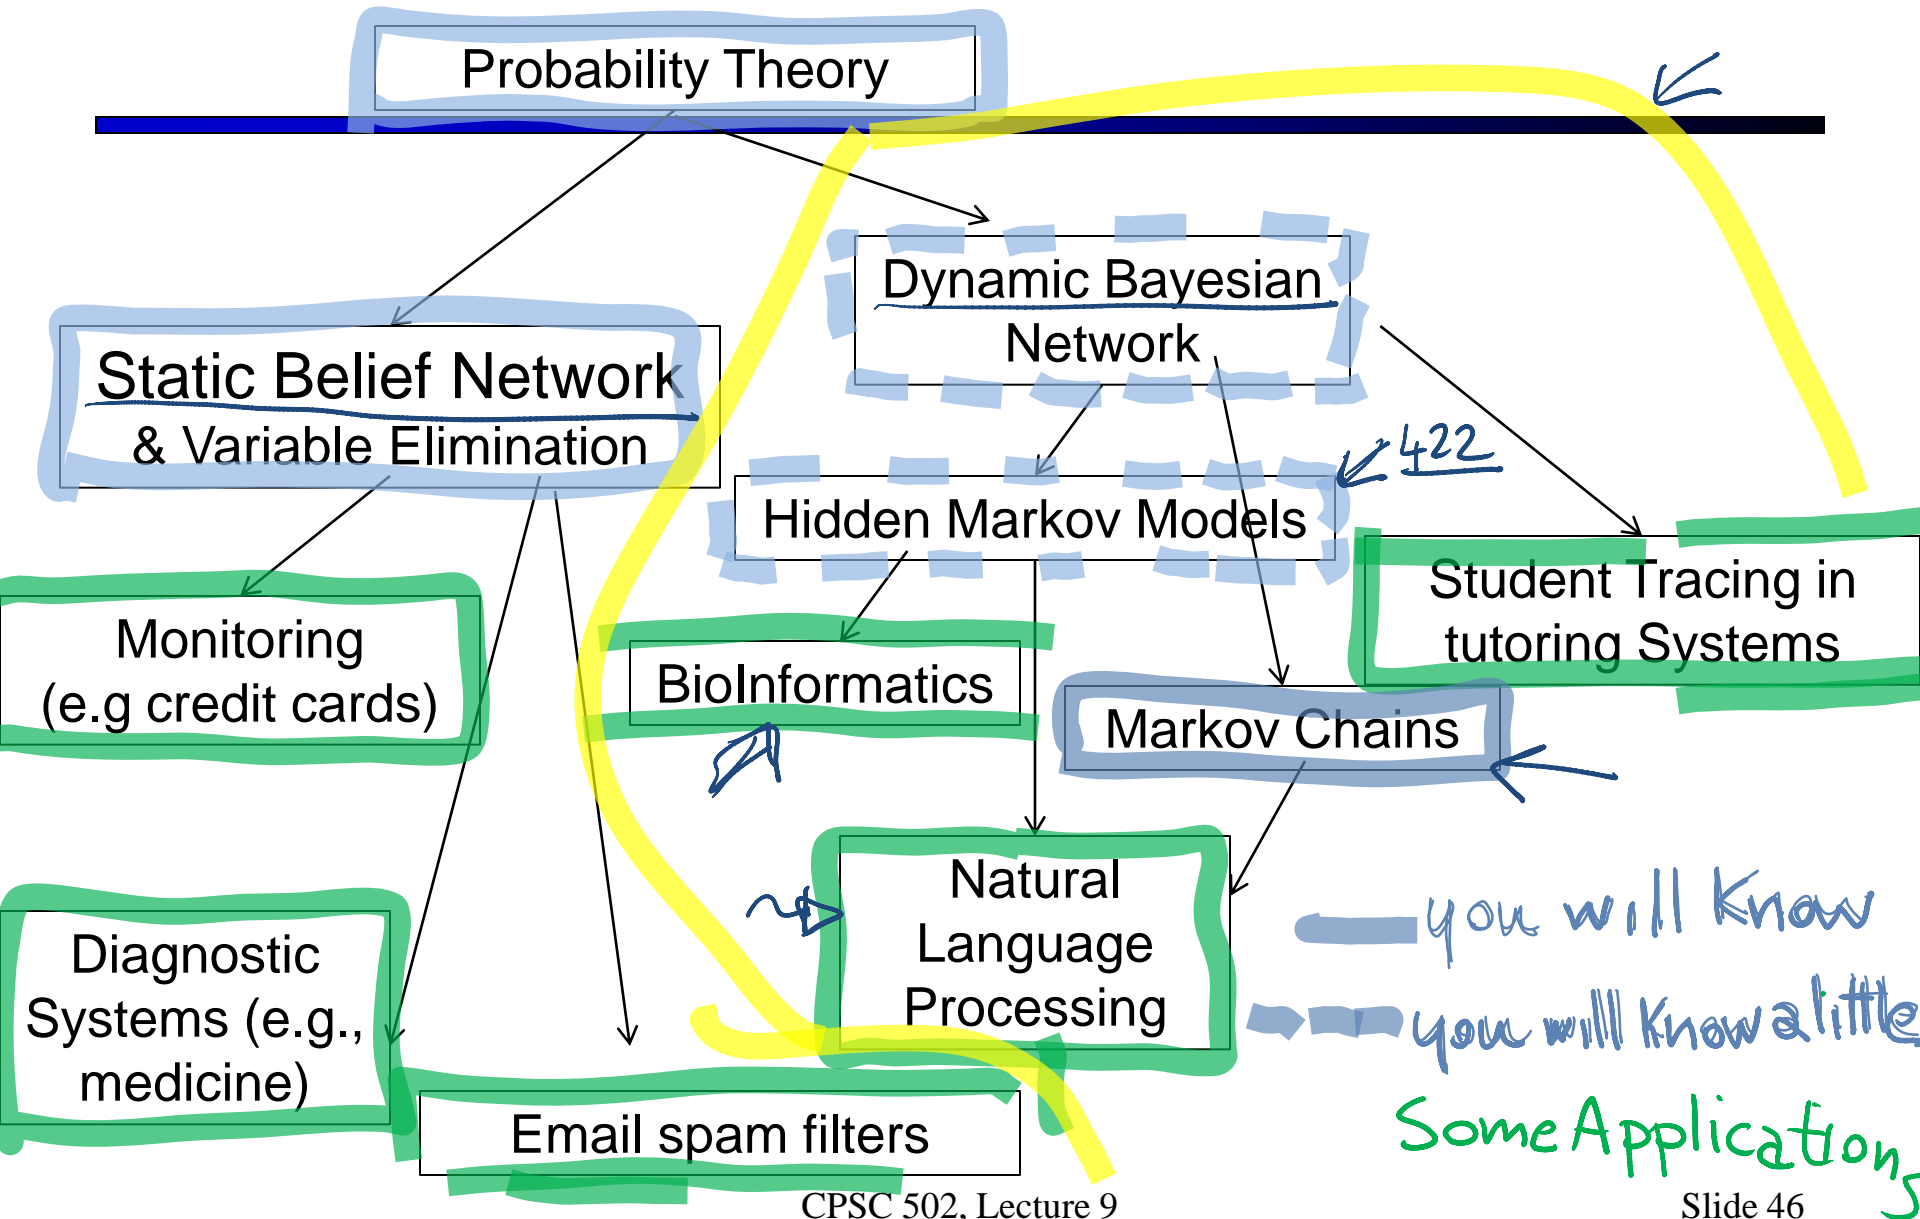 Probability Theory
Dynamic Bayesian
Network
Static Belief Network
& Variable Elimination
422
Hidden Markov Models
Student Tracing in
tutoring Systems
Monitoring
(e.g credit cards)
BioInformatics
Markov Chains
Natural
Language
Processing
you will Know
Diagnostic
Systems (e.g.,
medicine)
you will Know a little
Email spam filters
Some Applications
CPSC 502, Lecture 9
Slide 46